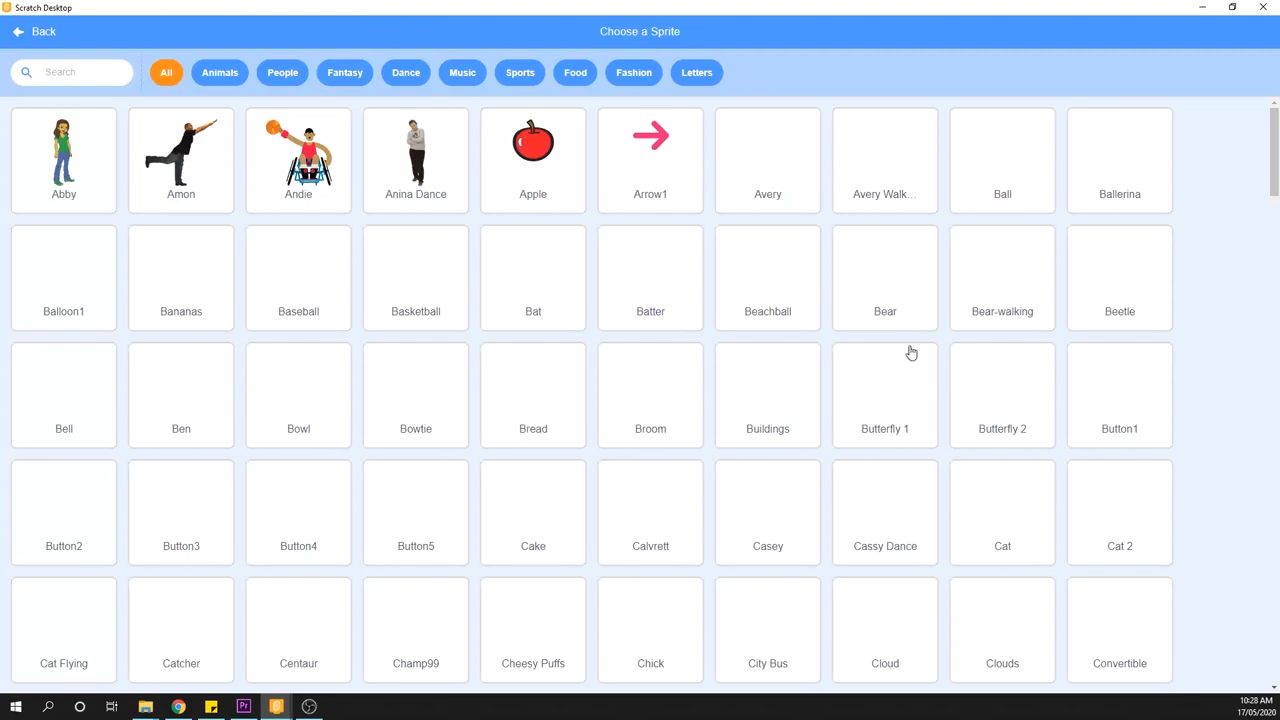 Scratch Desktop
Back
Choose a Sprite
Search
All
Animals
People
Fantasy
Dance
Music
Sports
Food
Fashion
Letters
Abby
Amon
Andie
Anina Dance
Apple
Arrow1
Avery
Avery Walk...
Ball
Ballerina
Balloon1
Bananas
Baseball
Basketball
Bat
Batter
Beachball
Bear
Bear-walking
Beetle
Bell
Ben
Bowl
Bowtie
Bread
Broom
Buildings
Butterfly 1
Butterfly 2
Button1
Button2
Button3
Button4
Button5
Cake
Calvrett
Casey
Cassy Dance
Cat
Cat 2
Cat Flying
Catcher
Centaur
Champ99
Cheesy Puffs
Chick
City Bus
Cloud
Clouds
Convertible
Pr
10:28 AM
17/05/2020